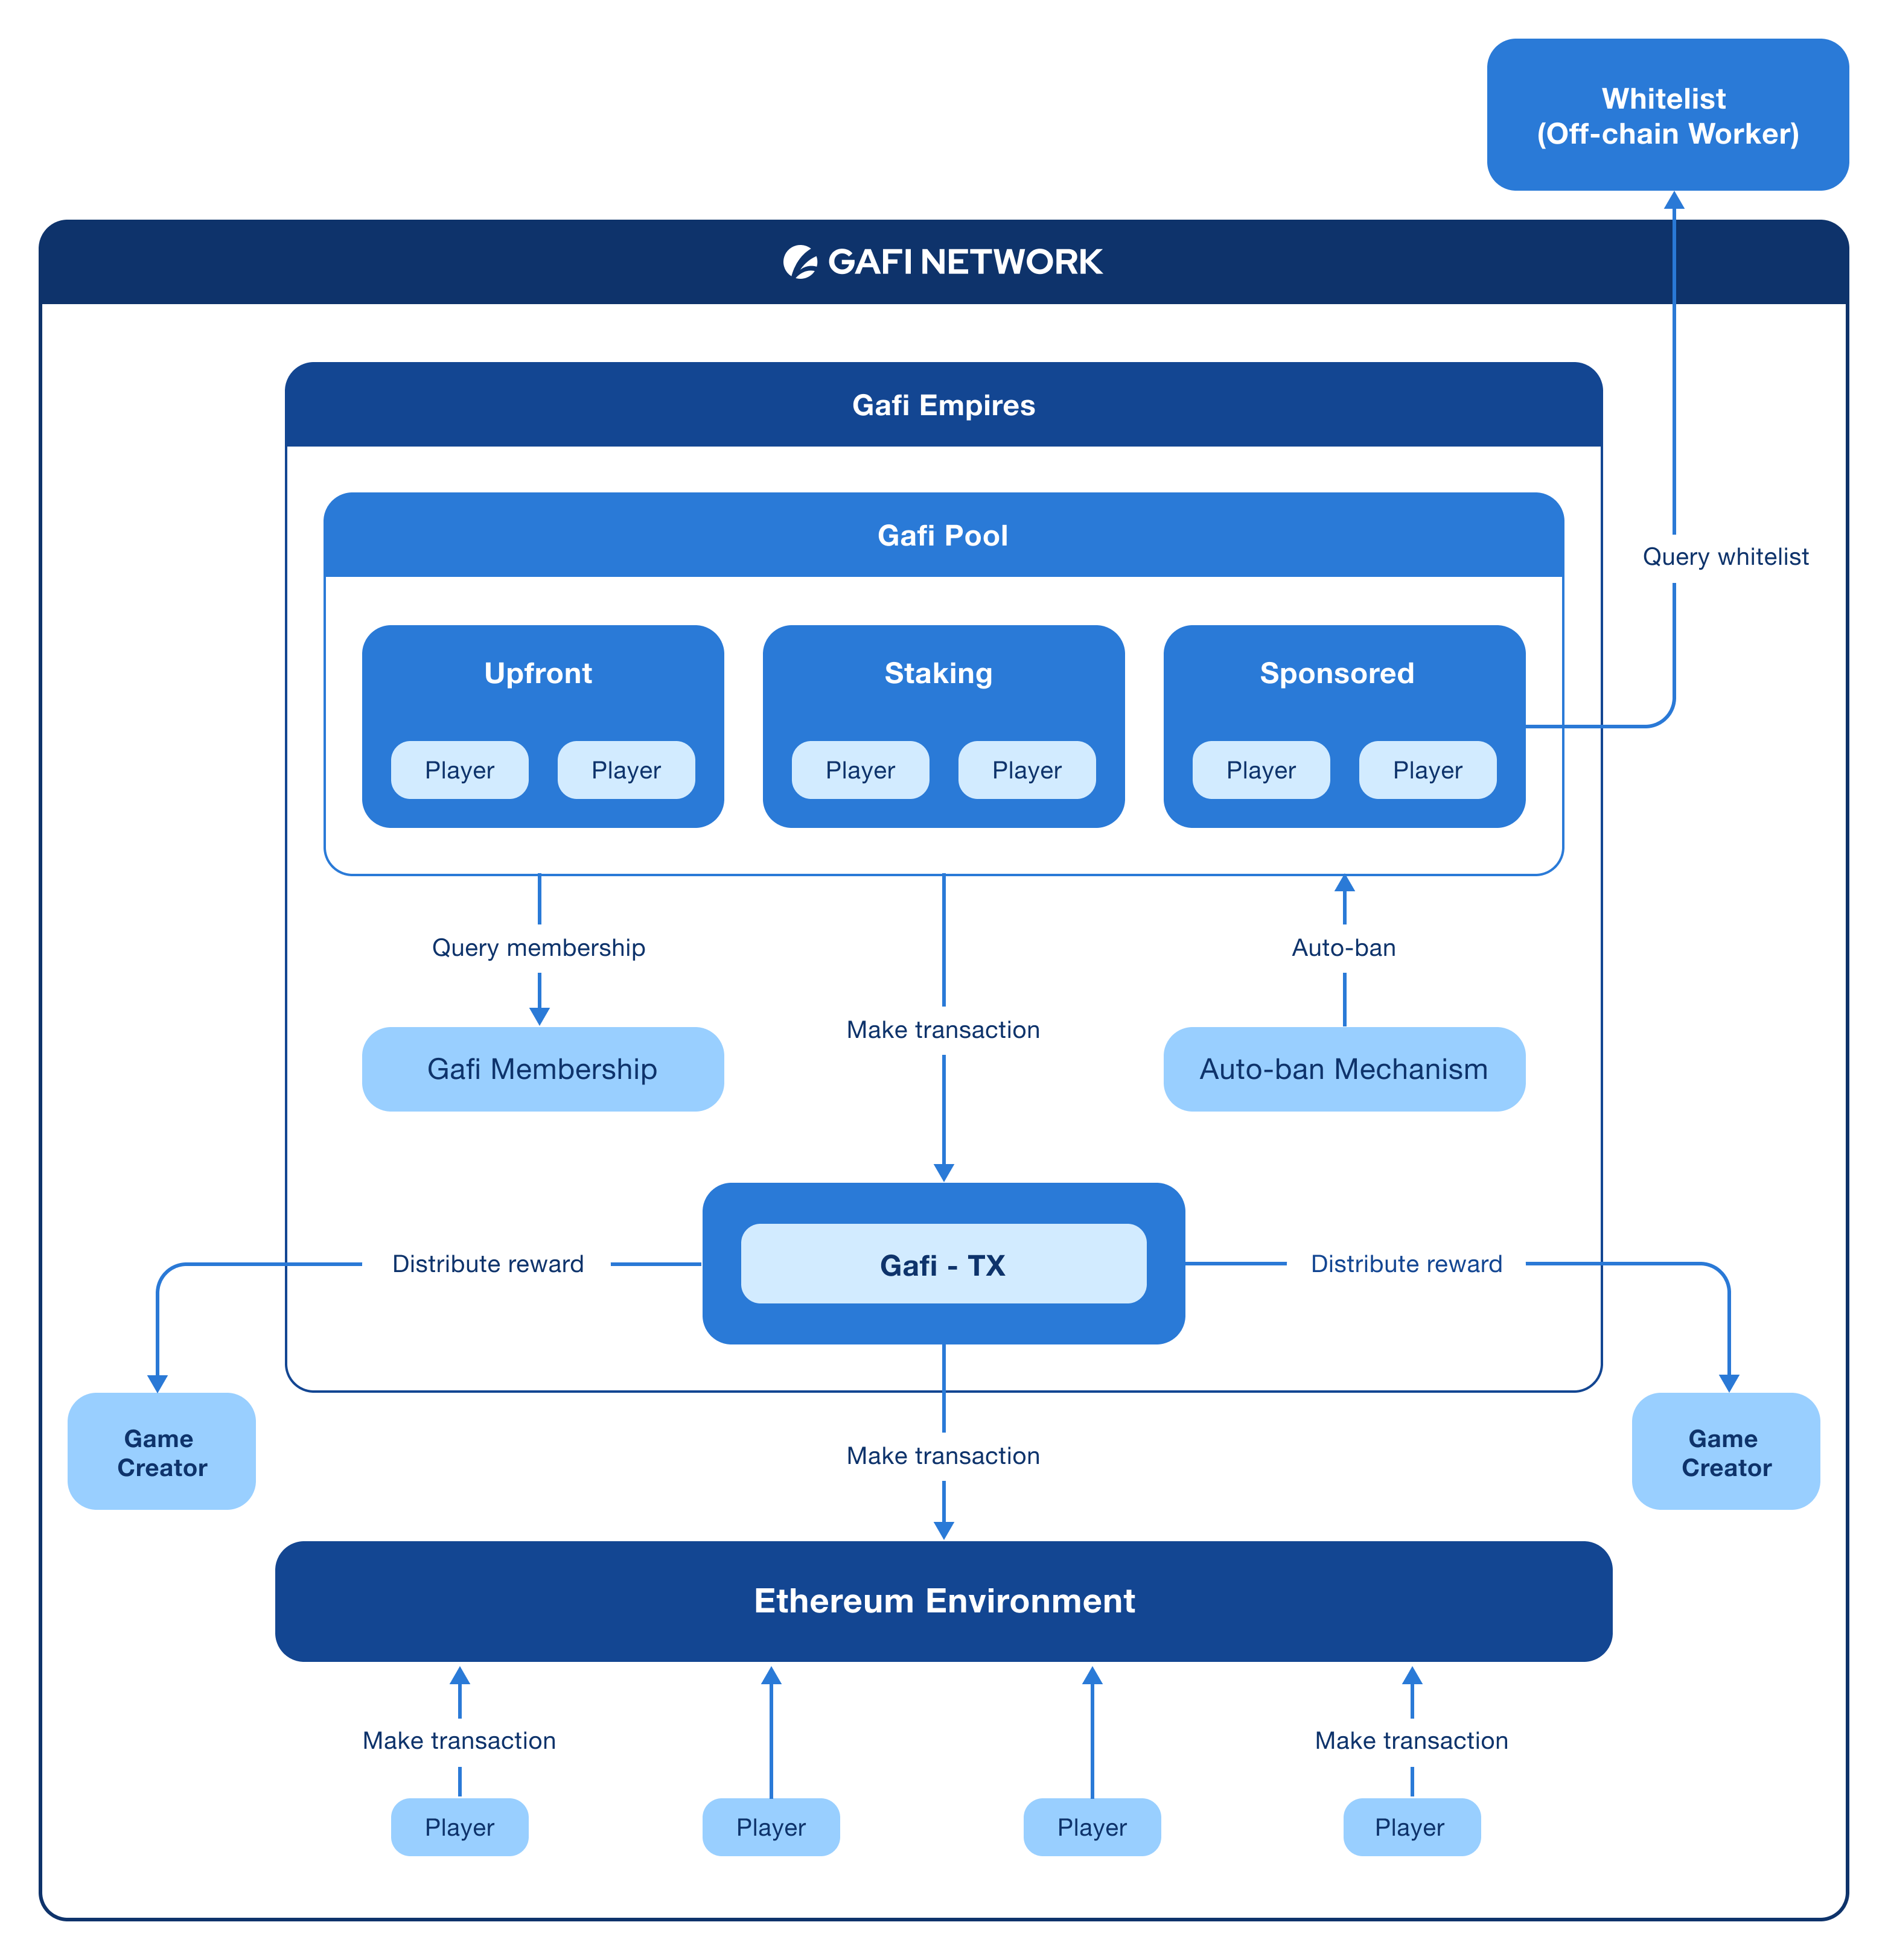 Whitelist
(Off-chain Worker)
GAFI NETWORK
Gafi Empires
Gafi Pool
Query whitelist
Upfront
Staking
Sponsored
Player
Player
Player
Player
Player
Player
Query membership
Auto-ban
Make transaction
Gafi Membership
Auto-ban Mechanism
Distribute reward
Gafi - TX
Distribute reward
Game
Creator
Game
Creator
Make transaction
Ethereum Environment
Make transaction
Make transaction
Player
Player
Player
Player